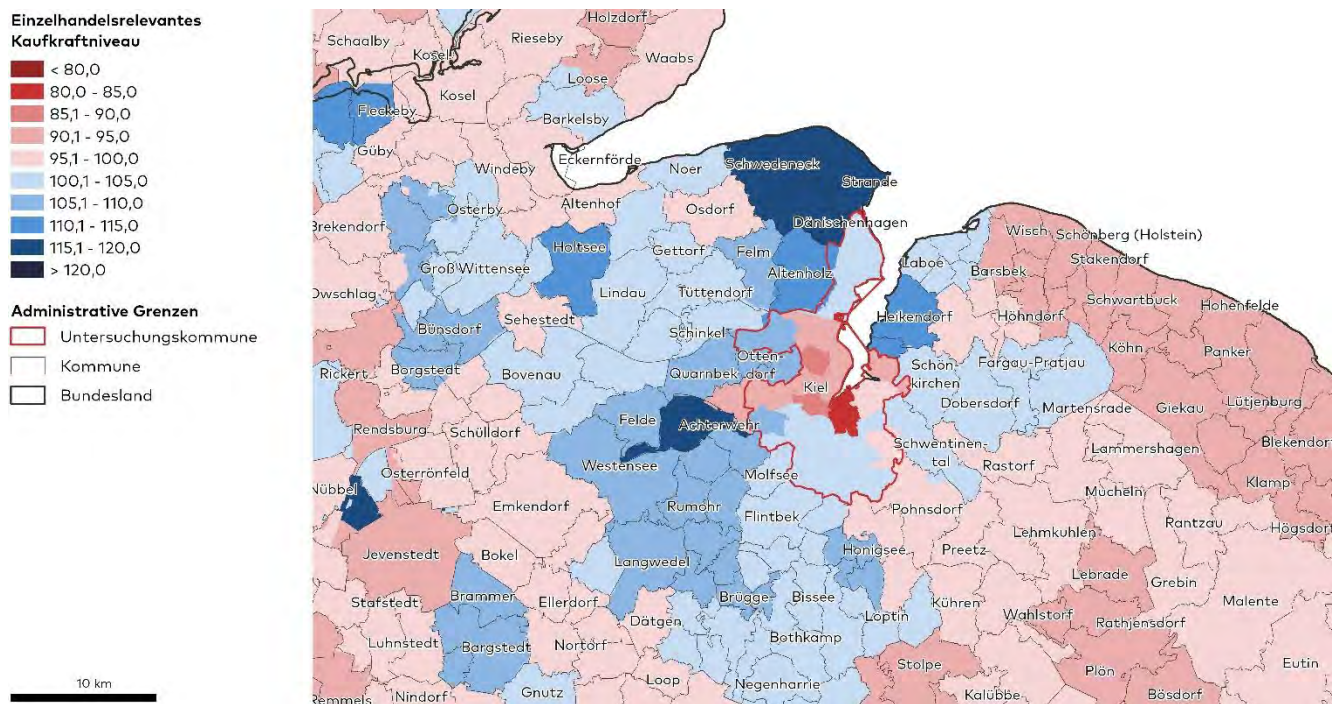 Einzelhandelsrelevantes
Kaufkraftniveau
< 80,0
80,0 - 85,0
85,1 - 90,0
90,1 - 95,0
95,1 - 100,0
100,1 - 105,0
105,1 - 110,0
110,1 - 115,0
115,1 - 120,0
> 120,0
Administrative Grenzen
Untersuchungskommune
Kommune
Bundesland
10 km
Holzdorf
Schaalby
Kosel
Rieseby
Waabs
Loose
Kosel
Fleckeby
Barkelsby
Güby
Eckernförde
Windeby
Noer
Schwedeneck
Strande
Altenhof
Osdorf
Osterby
Dänischenhagen
Brekendorf
Holtsee
Gettorf
Felm
Wisch
Schönberg (Holstein)
Laboe
Barsbek
Stakendorf
Groß Wittensee
Altenholz
Owschlag
Lindau
Tüttendorf
Schwartbuck
Hohenfelde
Heikendorf
Höhndorf
Sehestedt
Bünsdorf
Schinkel
Köhn
Panker
Borgstedt
Rickert
Bovenau
Quarnbek
Otten-
dorf
Kiel
Schön-
kirchen
Fargau-Pratjau
Dobersdorf
Martensrade
Giekau
Lütjenburg
Rendsburg
Schülldorf
Felde
Achterwehr
Blekendorf
Osterrönfeld
Westensee
Molfsee
Schwentinen-
tal
Rastorf
Lammershagen
Klamp
Nübbel
Emkendorf
Rumohr
Flintbek
Pohnsdorf
Mucheln
Rantzau
Lehmkuhlen
Högsdorf
Jevenstedt
Bokel
Langwedel
Honigsee
Preetz
Lebrade
Grebin
Stafstedt
Brammer
Ellerdorf
Brügge
Bissee
Kühren
Wahlstorf
Malente
Dätgen
Löptin
Rathjensdorf
Luhnstedt
Bargstedt
Nortorf
Bothkamp
Stolpe
Plön
Eutin
Remmels
Nindorf
Gnutz
Loop
Negenharrie
Kalübbe
Bösdorf